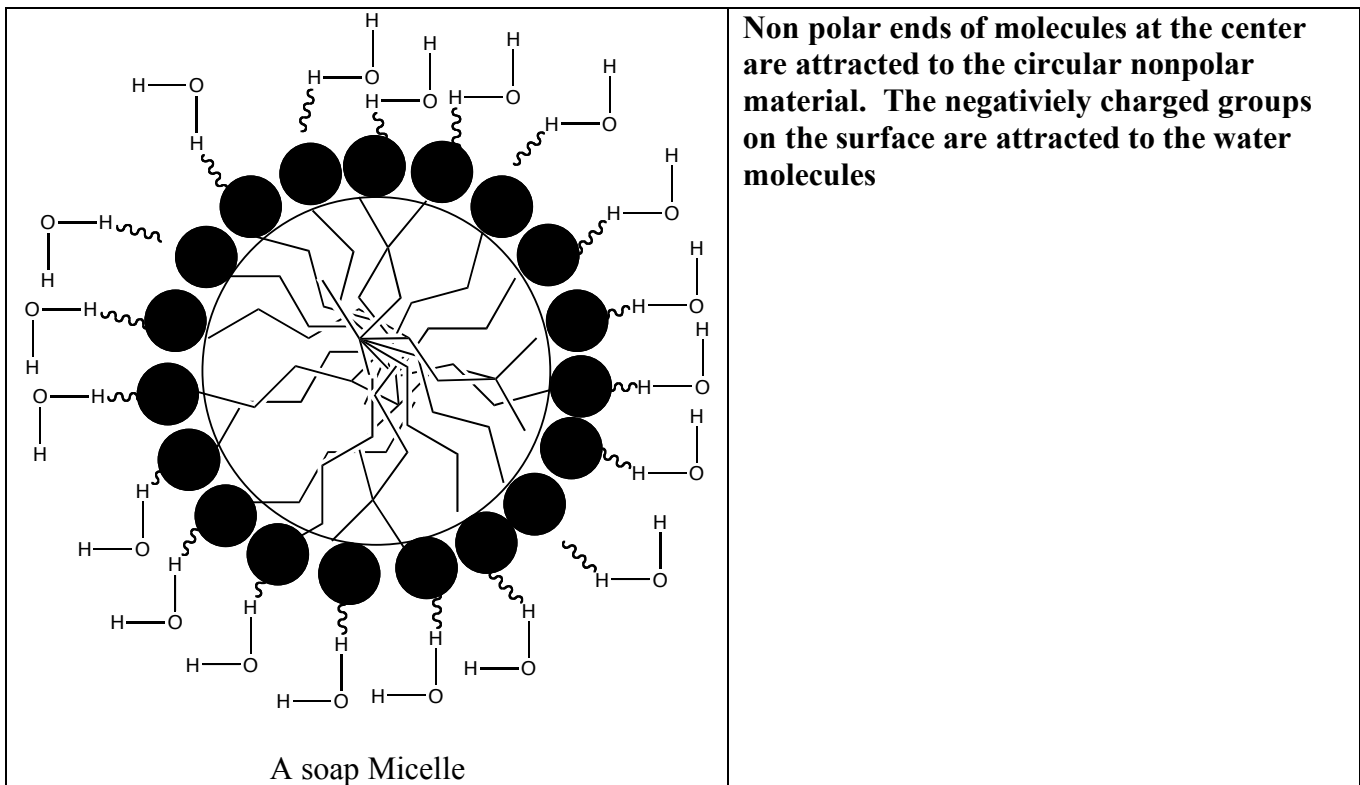 H
H
H
H
H O
H O
H O
H O
H
H O
H O
H
H
H
H O
O H
H
H
H O
O H
H
H
H O
O H
H
H
H
H O
H O
H
H
H O
H
H O
H
H
H
H O
H O
H O
H O
A soap Micelle
Non polar ends of molecules at the center
are attracted to the circular nonpolar
material. The negativiely charged groups
on the surface are attracted to the water
molecules